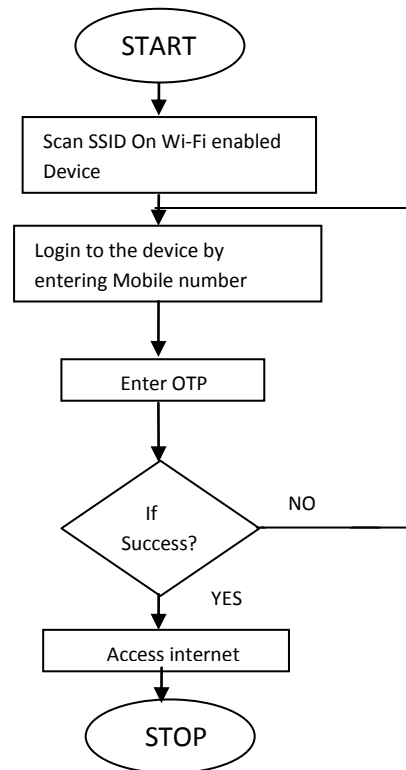 START
Scan SSID On Wi-Fi enabled
Device
Login to the device by
entering Mobile number
Enter OTP
If
Success?
NO
YES
Access internet
STOP